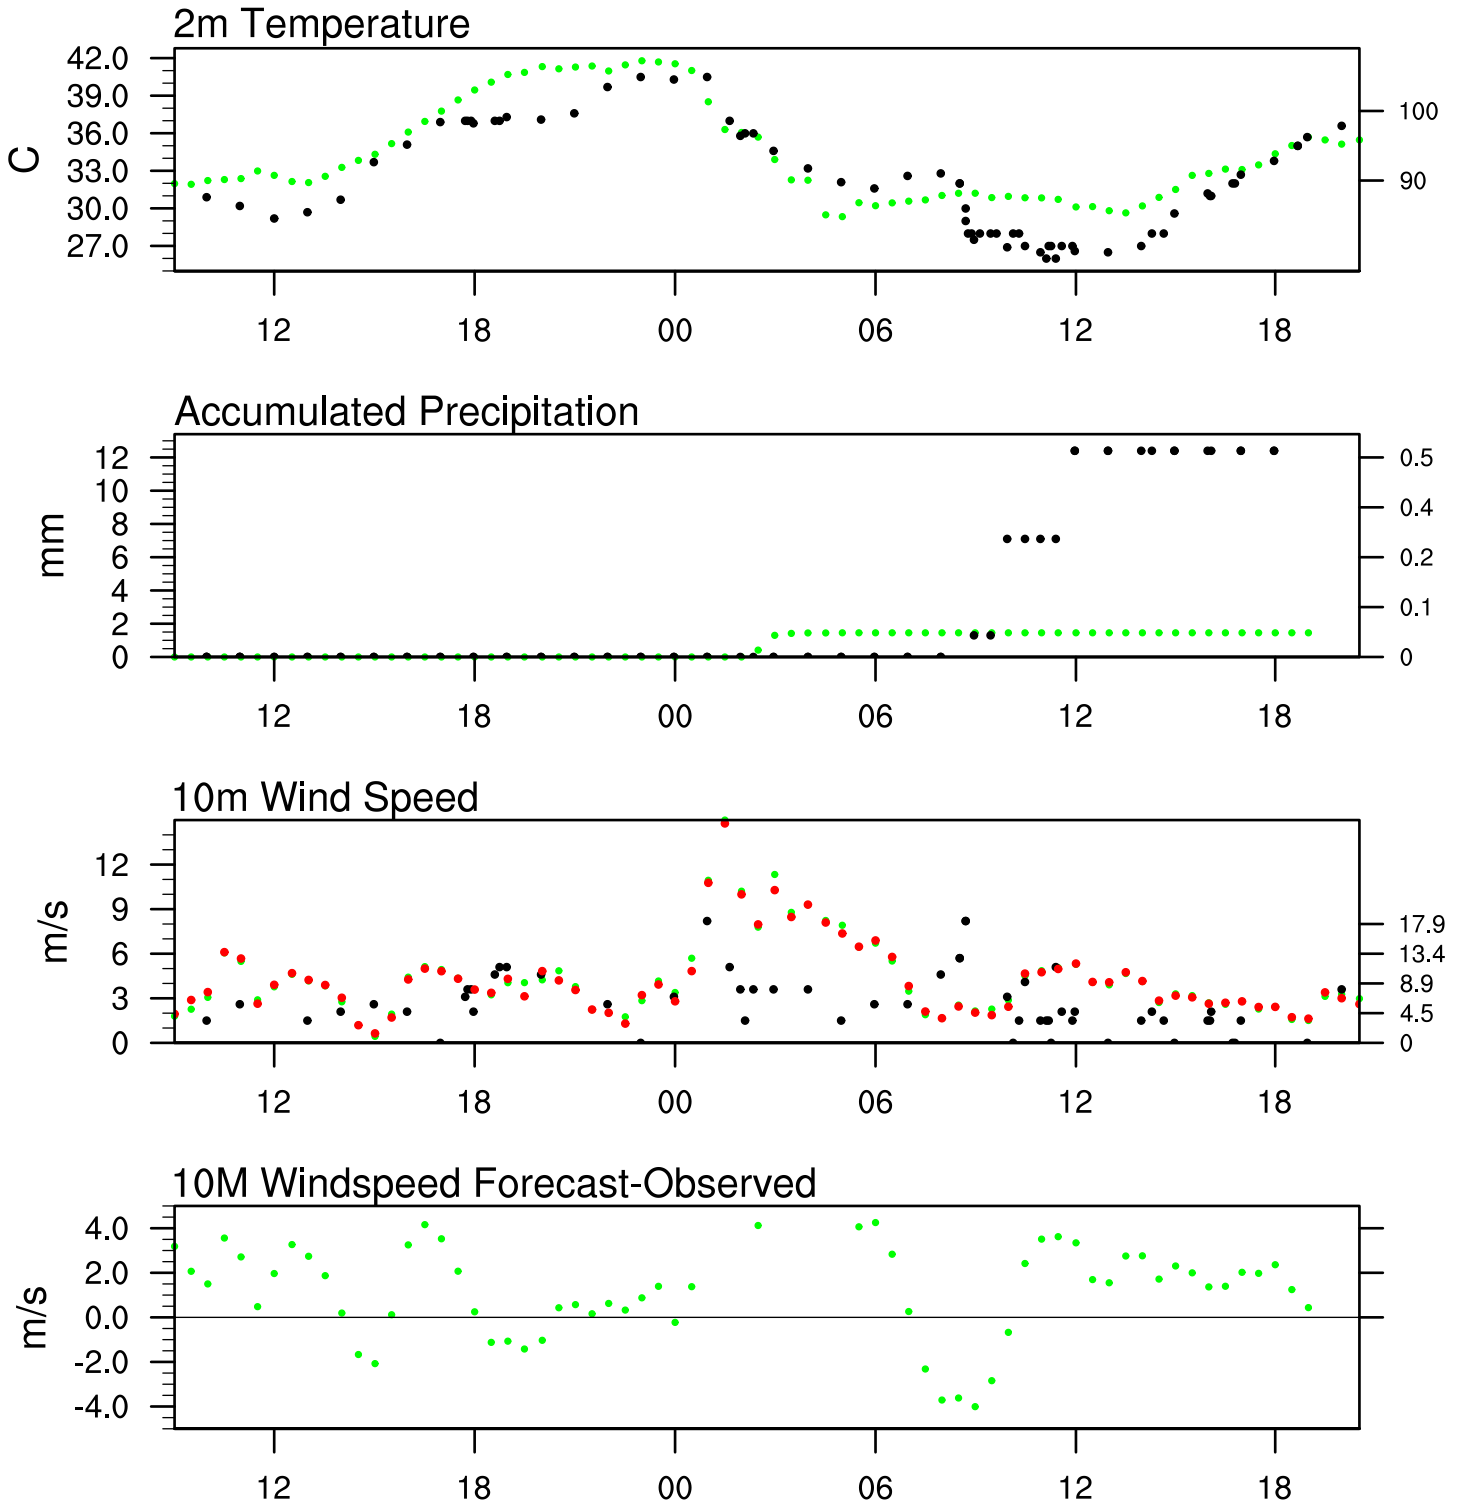 2m Temperature
42.0
39.0
36.0
33.0
30.0
27.0
C
100
90
12 18 00 06 12 18
Accumulated Precipitation
12
10
8
6
4
2
0
mm
0.5
0.4
0.2
0.1
0
12 18 00 06 12 18
10m Wind Speed
12
9
6
3
0
m/s
17.9
13.4
8.9
4.5
0
12 18 00 06 12 18
10M Windspeed Forecast-Observed
4.0
2.0
0.0
-2.0
-4.0
m/s
12 18 00 06 12 18